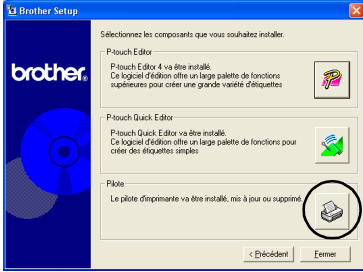 Brother Setup
Sélectionnez les composants que vous souhaitez installer.
P-touch Editor
P-touch Editor 4 va être installé.
Ce logiciel d'édition offre un large palette de fonctions
supérieures pour créer une grande variété d'étiquettes
brother.
P-touch Quick Editor
P-touch Quick Editor va être installé.
Ce logiciel d'édition offre un large palette de fonctions pour
créer des étiquettes simples
Pilote
Le pilote d'imprimante va être installé, mis à jour ou supprimé.
< Précédent
Fermer